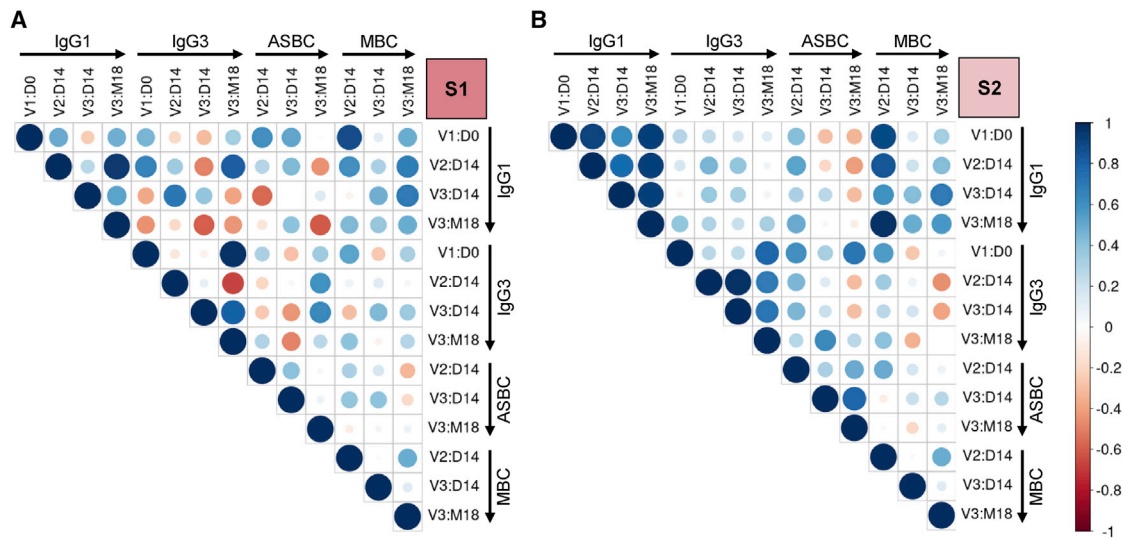 A
B
IgG1 IgG3 ASBC MBC
IgG1 IgG3 ASBC MBC
V1:D0 V2:D14 V3:D14 V3:M18 V1:D0 V2:D14 V3:D14 V3:M18 V2:D14 V3:D14 V3:M18 V2:D14 V3:D14 V3:M18
S1
V1:D0 V2:D14 V3:D14 V3:M18 V1:D0 V2:D14 V3:D14 V3:M18 V2:D14 V3:D14 V3:M18 V2:D14 V3:D14 V3:M18
S2
V1:D0
V2:D14
V3:D14
V3:M18
V1:D0
V2:D14
V3:D14
V3:M18
V2:D14
V3:D14
V3:M18
V2:D14
V3:D14
V3:M18
IgG1
IgG3
ASBC
MBC
V1:D0
V2:D14
V3:D14
V3:M18
V1:D0
V2:D14
V3:D14
V3:M18
V2:D14
V3:D14
V3:M18
V2:D14
V3:D14
V3:M18
IgG1
IgG3
ASBC
MBC
1
0.8
0.6
0.4
0.2
0
-0.2
-0.4
-0.6
-0.8
-1